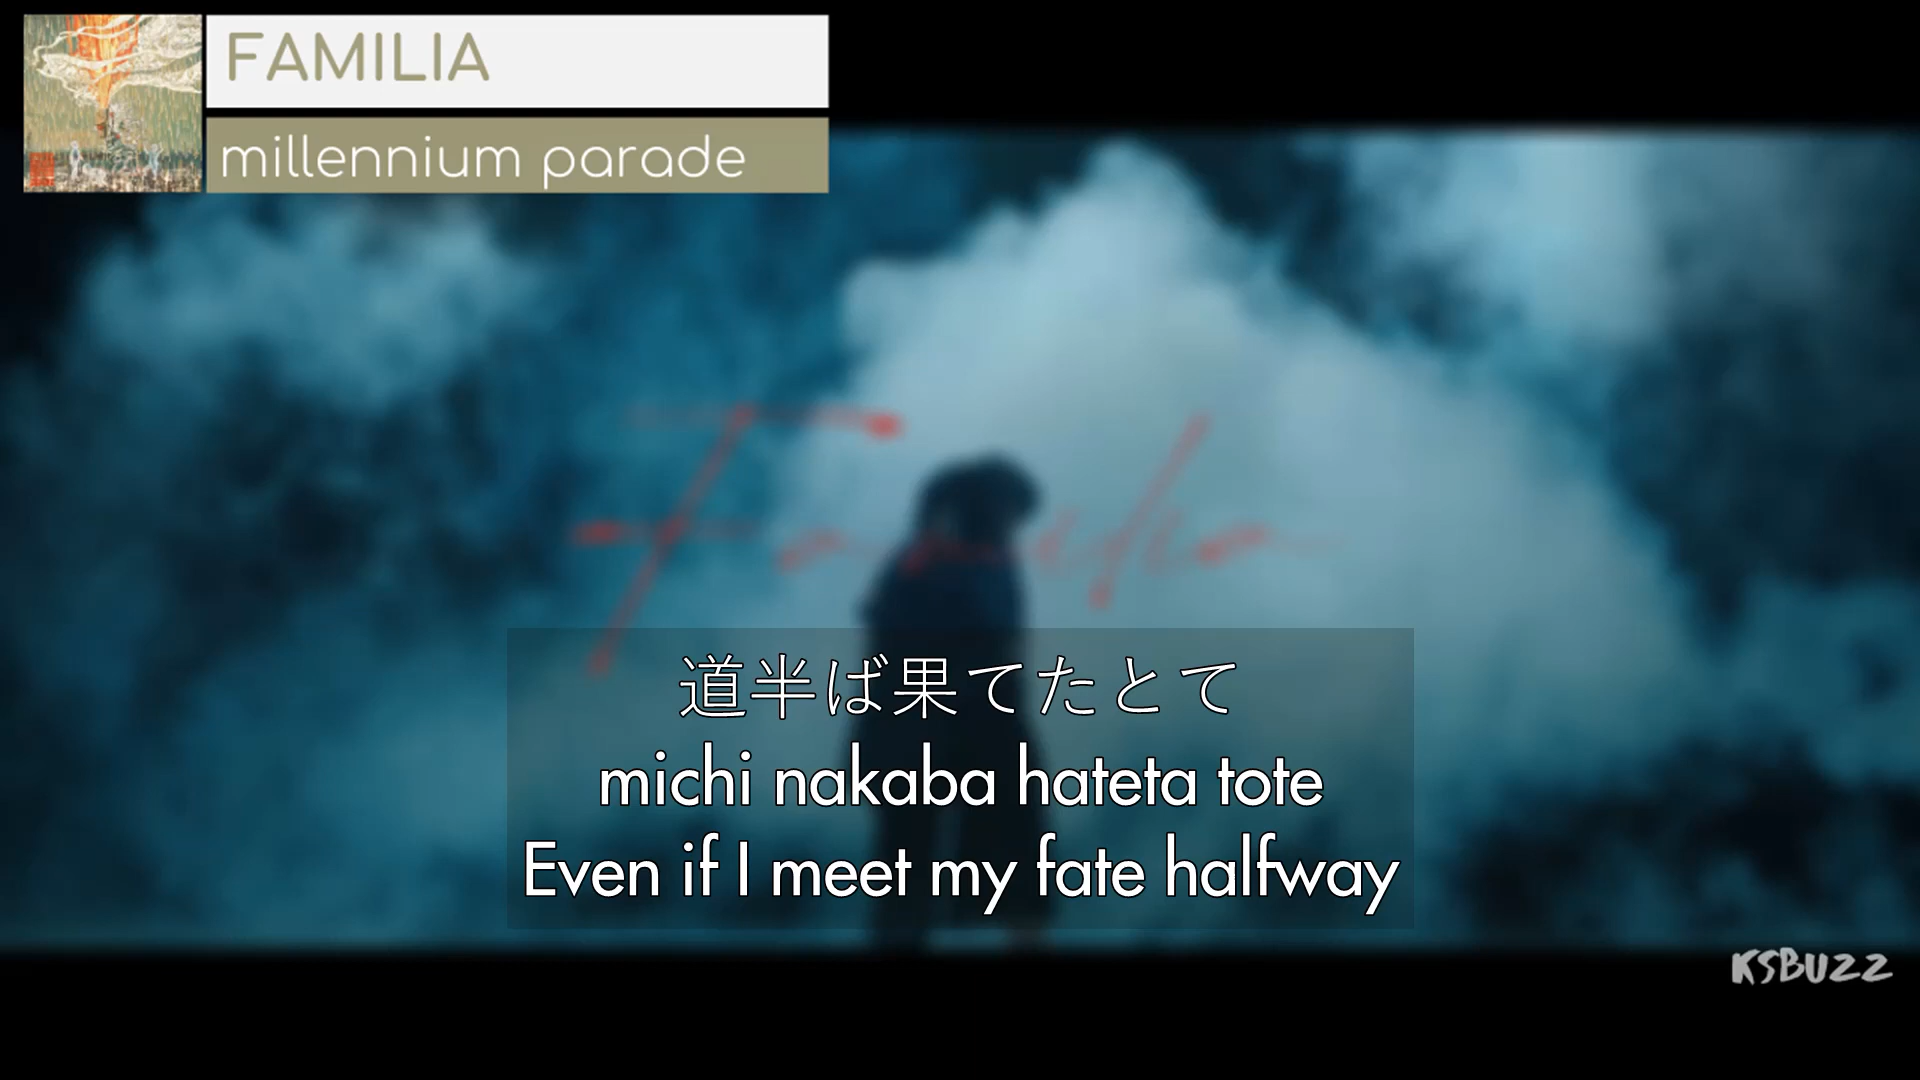 FAMILIA
millennium parade
Familia
道半ば果てたとて
michi nakaba hateta tote
Even if I meet my fate halfway
KSBUZZ